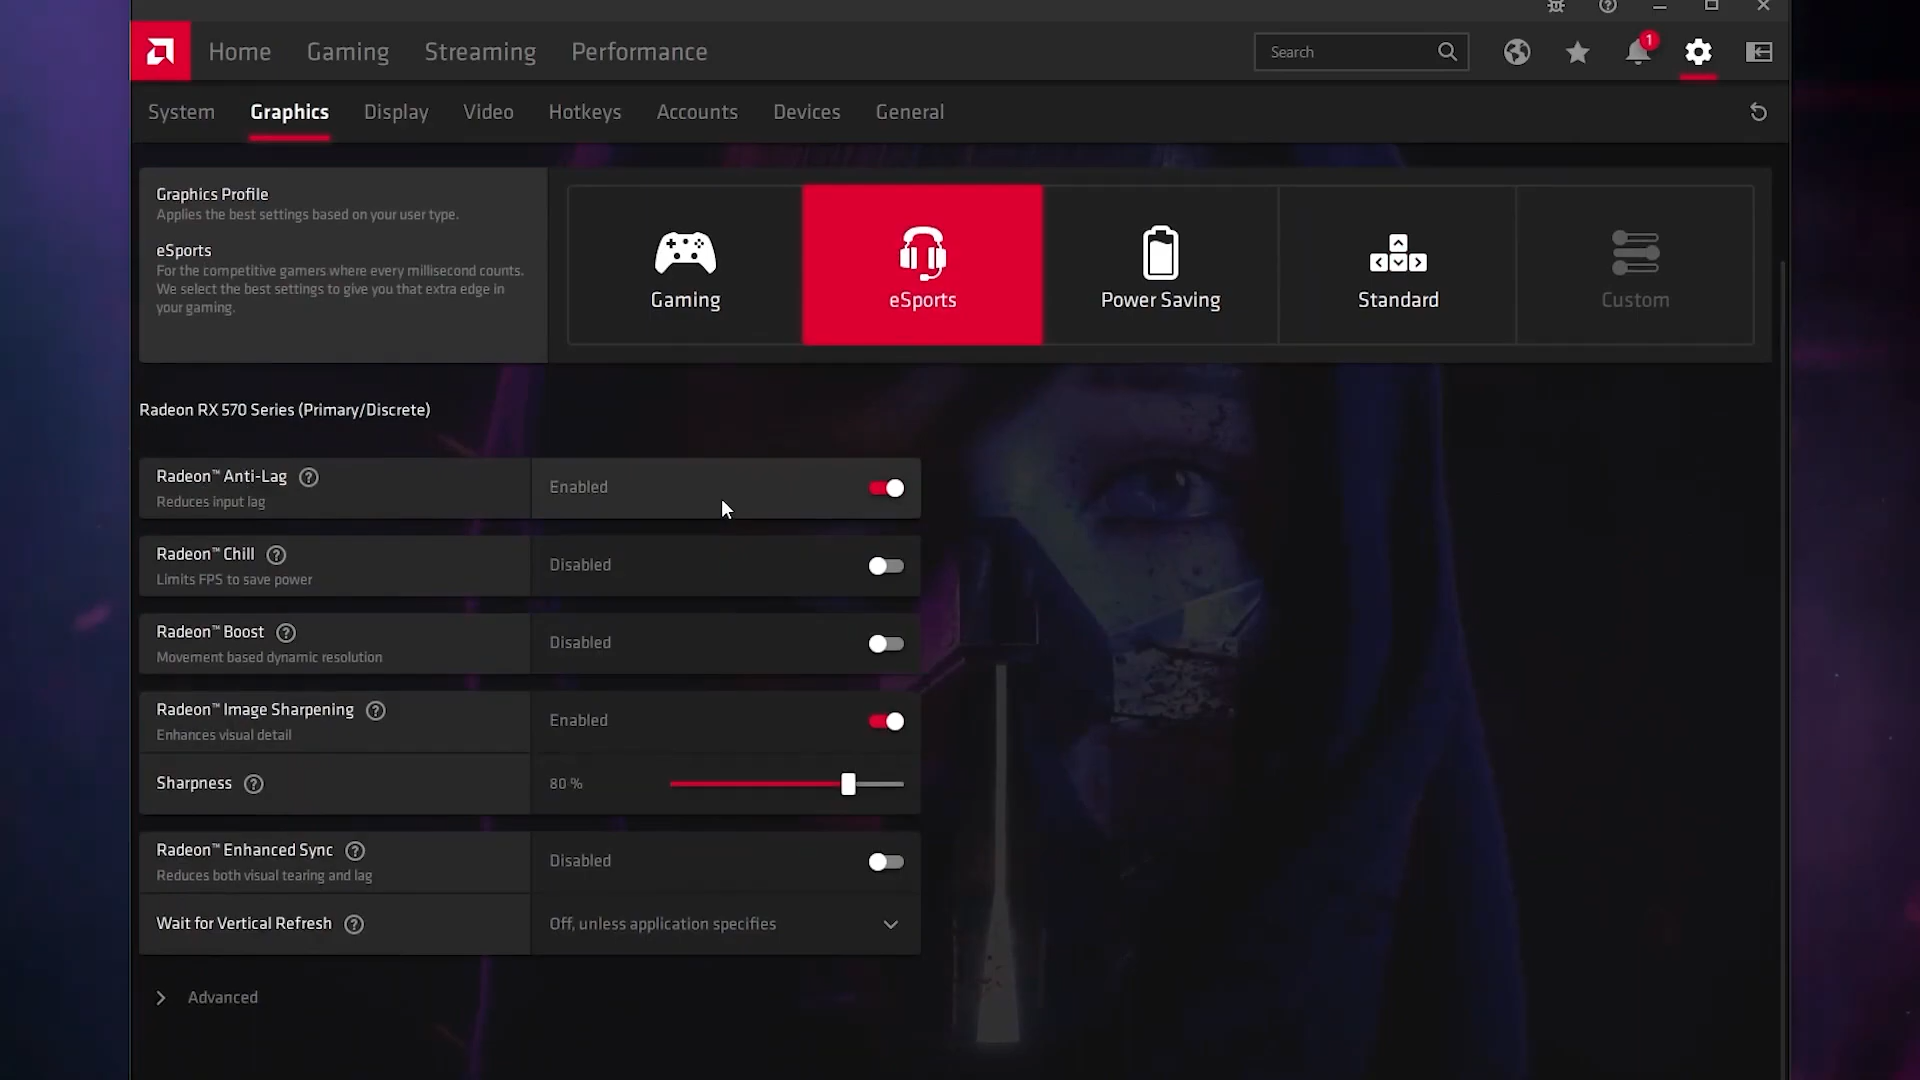 Home Gaming Streaming Performance Search 1
System Graphics Display Video Hotkeys Accounts Devices General
Graphics Profile
Applies the best settings based on your user type.
eSports
For the competitive gamers where every millisecond counts.
We select the best settings to give you that extra edge in
your gaming.
Gaming eSports Power Saving Standard Custom
Radeon RX 570 Series (Primary/Discrete)
Radeon™ Anti-Lag ?
Reduces input lag
Enabled
Radeon™ Chill ?
Limits FPS to save power
Disabled
Radeon™ Boost ?
Movement based dynamic resolution
Disabled
Radeon™ Image Sharpening ?
Enhances visual detail
Enabled
Sharpness ? 80 %
Radeon™ Enhanced Sync ?
Reduces both visual tearing and lag
Disabled
Wait for Vertical Refresh ? Off, unless application specifies
Advanced